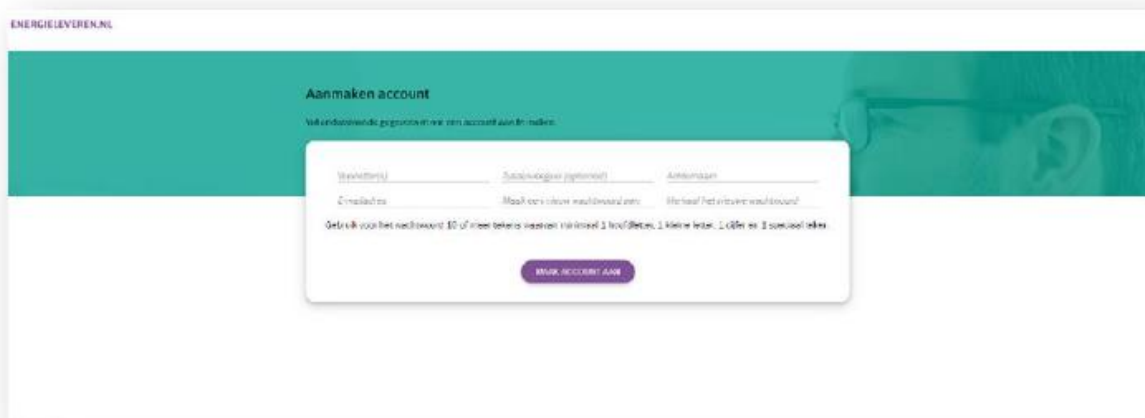 ENERGIELEVEREN.NL
Aanmaken account
Vul onderstaande gegevens in om een account aan te maken.
Voorletter(s) Tussenvoegsel (optioneel) Achternaam
E-mailadres Maak een nieuw wachtwoord aan Herhaal het nieuwe wachtwoord
Gebruik voor het wachtwoord 10 of meer tekens waarvan minimaal 1 hoofdletter, 1 kleine letter, 1 cijfer en 1 speciaal teken
MAAK ACCOUNT AAN